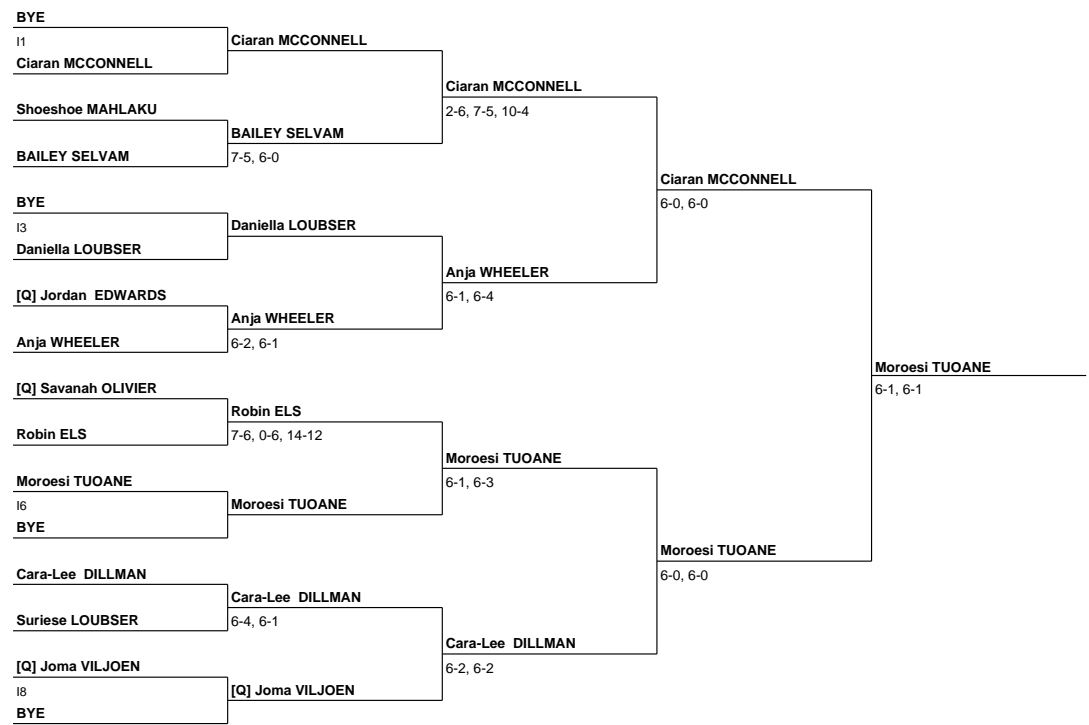 BYE
I1
Ciaran MCCONNELL
Shoeshoe MAHLAKU
BAILEY SELVAM
BYE
I3
Daniella LOUBSER
[Q] Jordan  EDWARDS
Anja WHEELER
[Q] Savanah OLIVIER
Robin ELS
Moroesi TUOANE
I6
BYE
Cara-Lee  DILLMAN
Suriese LOUBSER
[Q] Joma VILJOEN
I8
BYE
Ciaran MCCONNELL
BAILEY SELVAM
7-5, 6-0
Daniella LOUBSER
Anja WHEELER
6-2, 6-1
Robin ELS
7-6, 0-6, 14-12
Moroesi TUOANE
Cara-Lee  DILLMAN
6-4, 6-1
[Q] Joma VILJOEN
Ciaran MCCONNELL
2-6, 7-5, 10-4
Anja WHEELER
6-1, 6-4
Moroesi TUOANE
6-1, 6-3
Cara-Lee  DILLMAN
6-2, 6-2
Ciaran MCCONNELL
6-0, 6-0
Moroesi TUOANE
6-0, 6-0
Moroesi TUOANE
6-1, 6-1